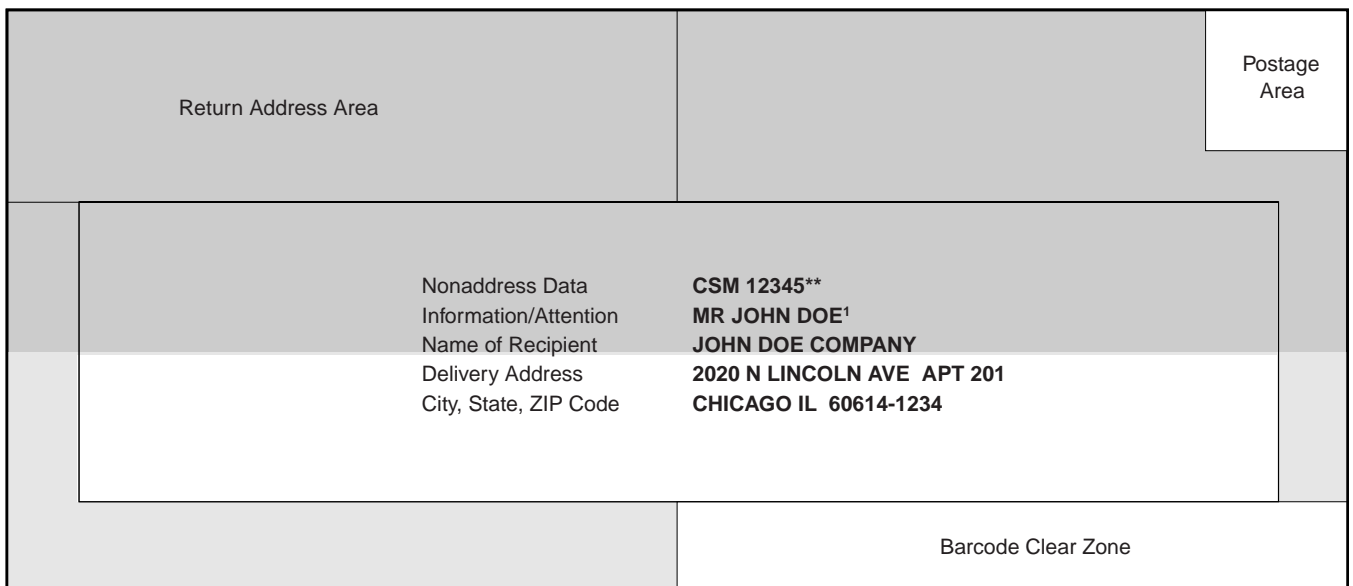 Postage
Area
Return Address Area
Nonaddress Data CSM 12345**
Information/Attention MR JOHN DOE¹
Name of Recipient JOHN DOE COMPANY
Delivery Address 2020 N LINCOLN AVE APT 201
City, State, ZIP Code CHICAGO IL 60614-1234
Barcode Clear Zone